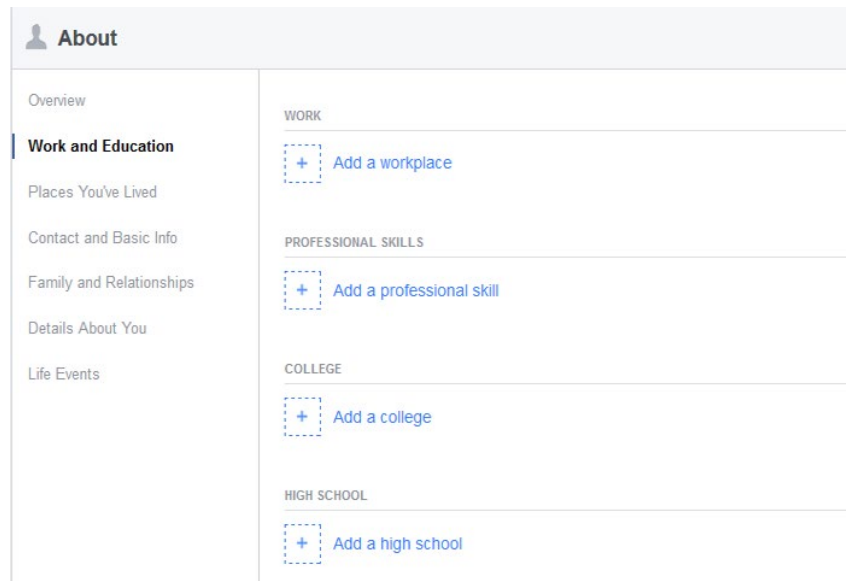 About
Overview
Work and Education
Places You've Lived
Contact and Basic Info
Family and Relationships
Details About You
Life Events
WORK
+ Add a workplace
PROFESSIONAL SKILLS
+ Add a professional skill
COLLEGE
+ Add a college
HIGH SCHOOL
+ Add a high school